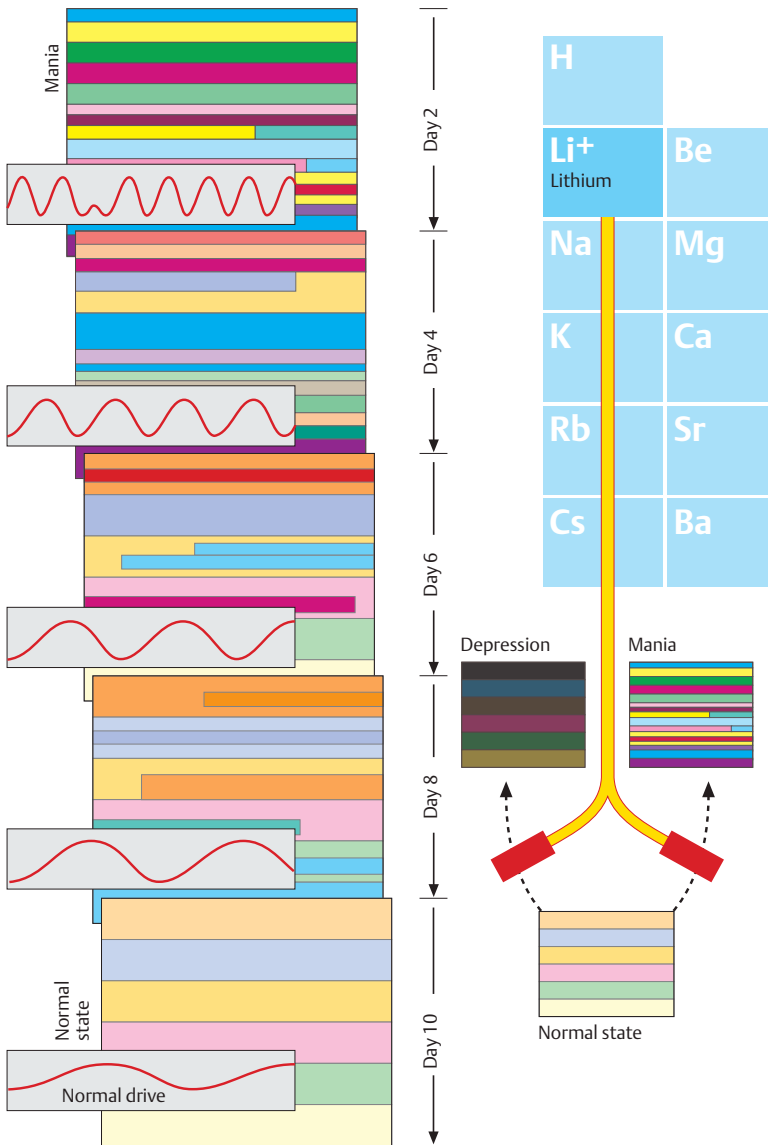 Mania
Day 2
Day 4
Day 6
Day 8
Day 10
Normal
state
Normal drive
H
Li+
Lithium
Be
Na
Mg
K
Ca
Rb
Sr
Cs
Ba
Depression
Mania
Normal state